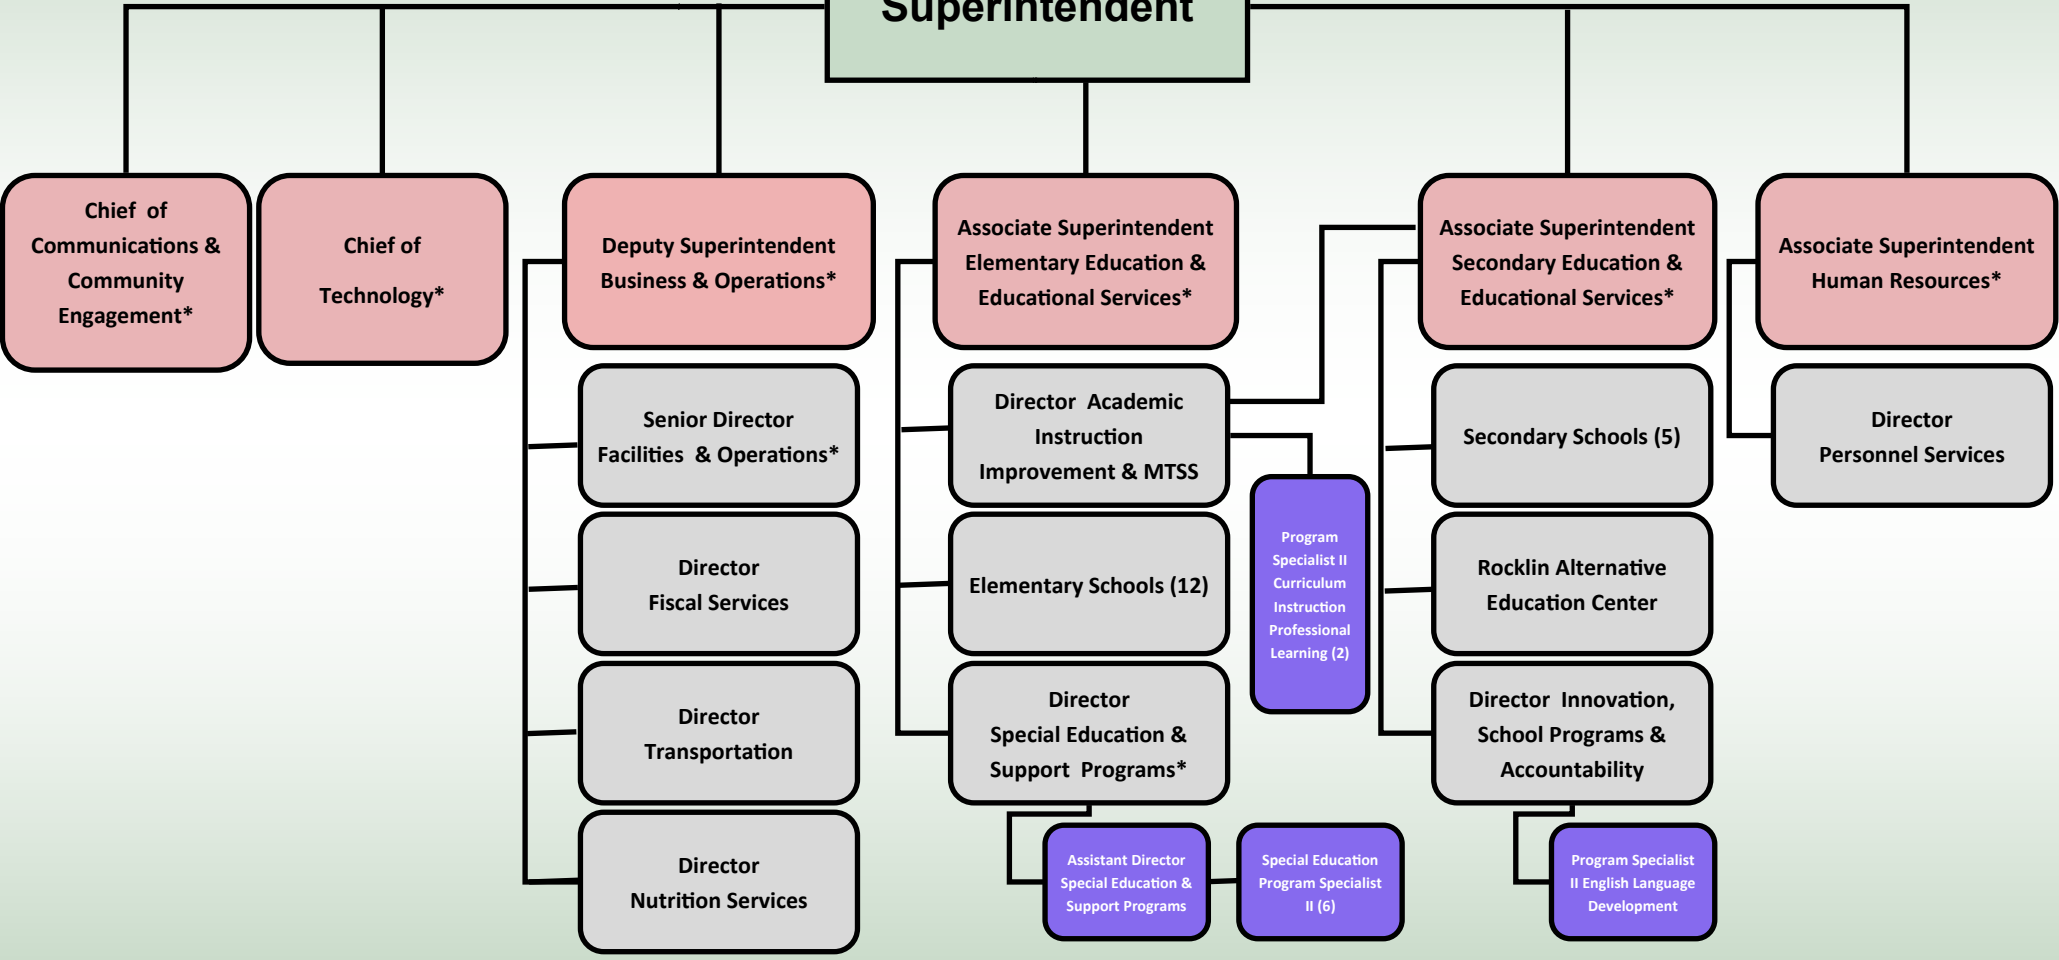 Superintendent
Chief of
Communications &
Community
Engagement*
Chief of
Technology*
Deputy Superintendent
Business & Operations*
Associate Superintendent
Elementary Education &
Educational Services*
Associate Superintendent
Secondary Education &
Educational Services*
Associate Superintendent
Human Resources*
Senior Director
Facilities & Operations*
Director Academic
Instruction
Improvement & MTSS
Secondary Schools (5)
Director
Personnel Services
Program
Specialist II
Curriculum
Instruction
Professional
Learning (2)
Director
Fiscal Services
Elementary Schools (12)
Rocklin Alternative
Education Center
Director
Transportation
Director
Special Education &
Support Programs*
Director Innovation,
School Programs &
Accountability
Director
Nutrition Services
Assistant Director
Special Education &
Support Programs
Special Education
Program Specialist
II (6)
Program Specialist
II English Language
Development